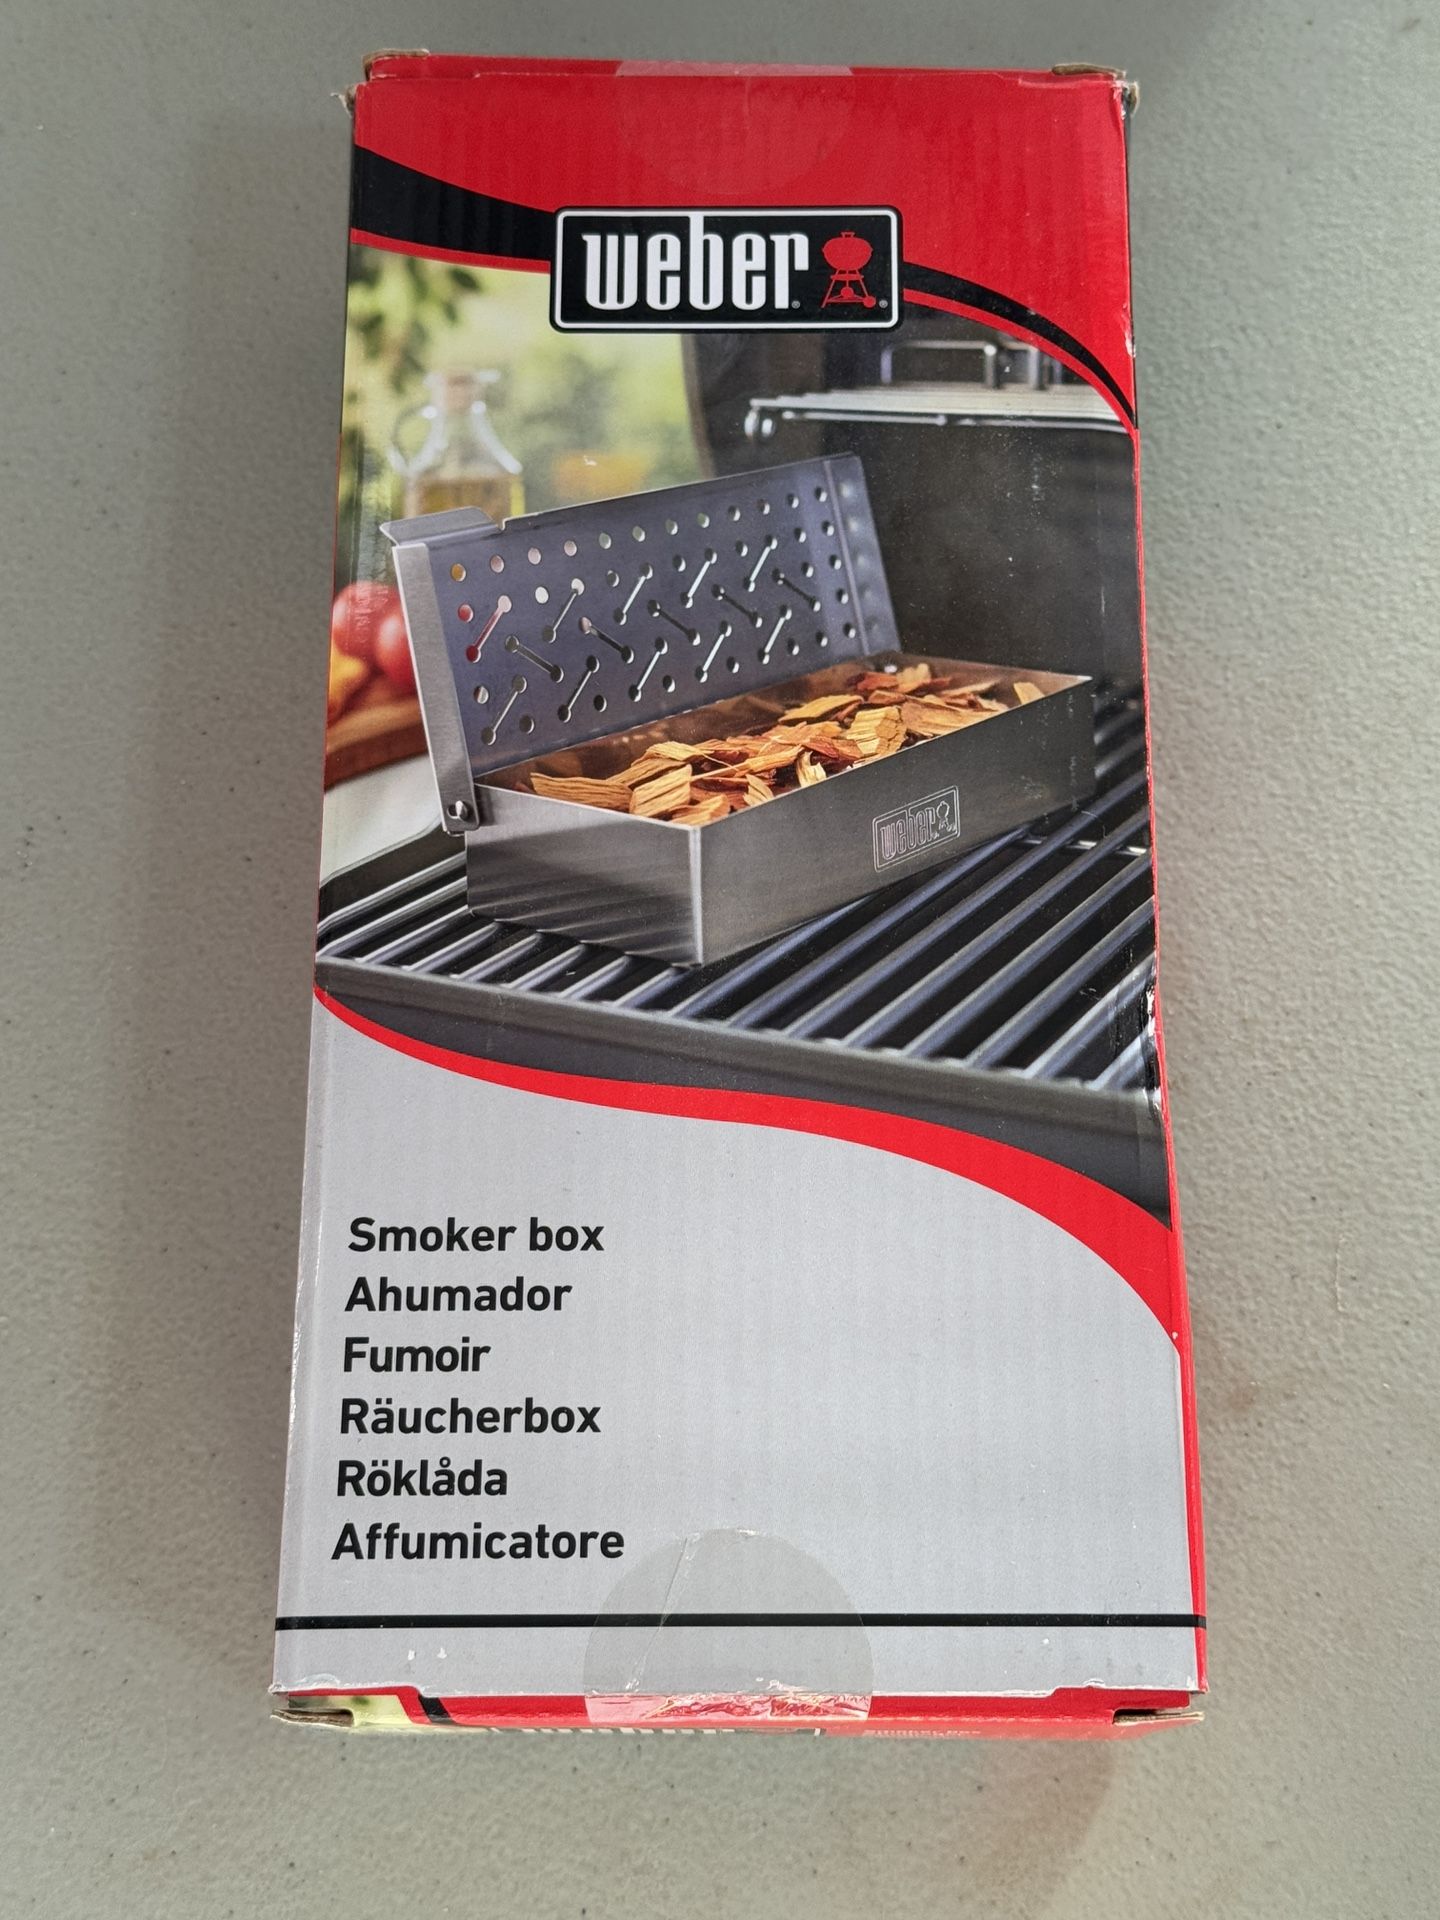 weber
weber
Smoker box
Ahumador
Fumoir
Räucherbox
Röklåda
Affumicatore